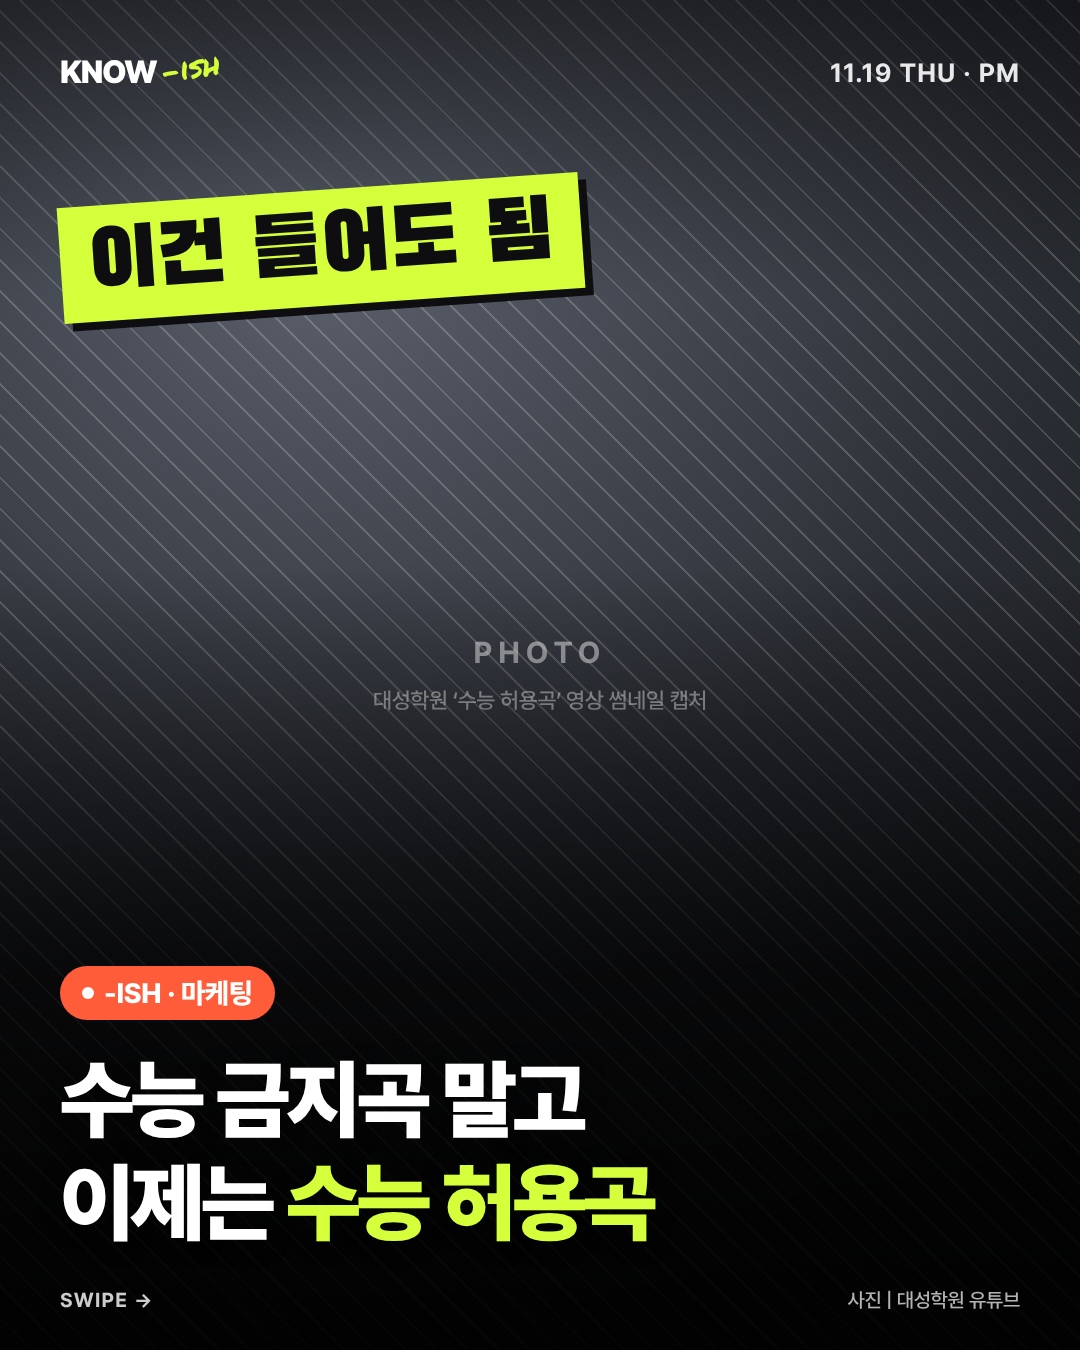 KNOW -ISH
11.19 THU · PM
이건 들어도 됨
PHOTO
대성학원 ‘수능 허용곡’ 영상 썸네일 캡처
-ISH · 마케팅
수능 금지곡 말고
이제는 수능 허용곡
SWIPE →
사진 | 대성학원 유튜브